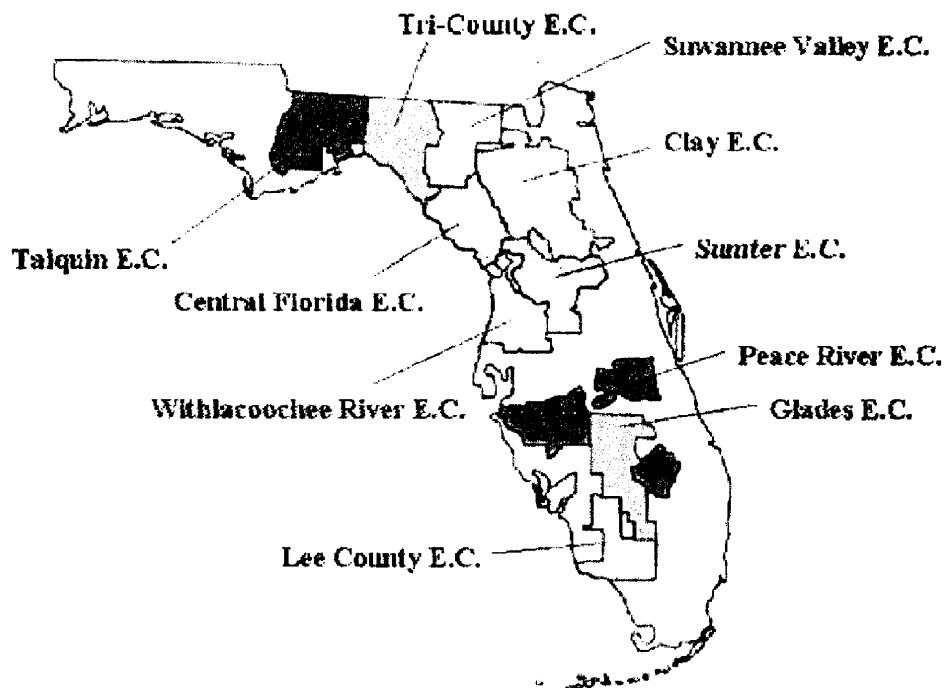 Tri-County E.C.
Suwannee Valley E.C.
Clay E.C.
Talquin E.C.
Sumter E.C.
Central Florida E.C.
Peace River E.C.
Withlacoochee River E.C.
Glades E.C.
Lee County E.C.